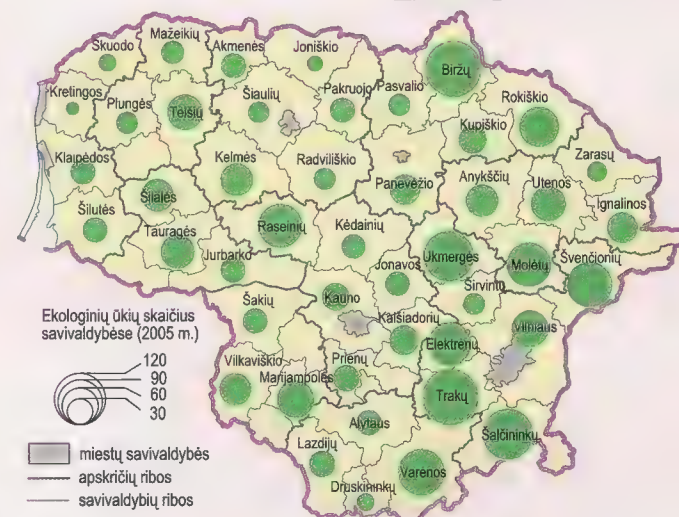 Skuodo
Mažeikių
Akmenės
Joniškio
Biržų
Kretingos
Plungės
Telšių
Šiaulių
Pakruojo
Pasvalio
Rokiškio
Kupiškio
Klaipėdos
Kelmės
Radviliškio
Panevėžio
Anykščių
Utenos
Zarasų
Ignalinos
Šilalės
Šilutės
Tauragės
Raseinių
Kėdainių
Ukmergės
Molėtų
Švenčionių
Jurbarko
Jonavos
Širvintų
Šakių
Kauno
Kaišiadorių
Elektrėnų
Vilniaus
Vilkaviškio
Marijampolės
Prienų
Trakų
Alytaus
Šalčininkų
Lazdijų
Varėnos
Druskininkų
Ekologinių ūkių skaičius
savivaldybėse (2005 m.)
120
90
60
30
miestų savivaldybės
apskričių ribos
savivaldybių ribos